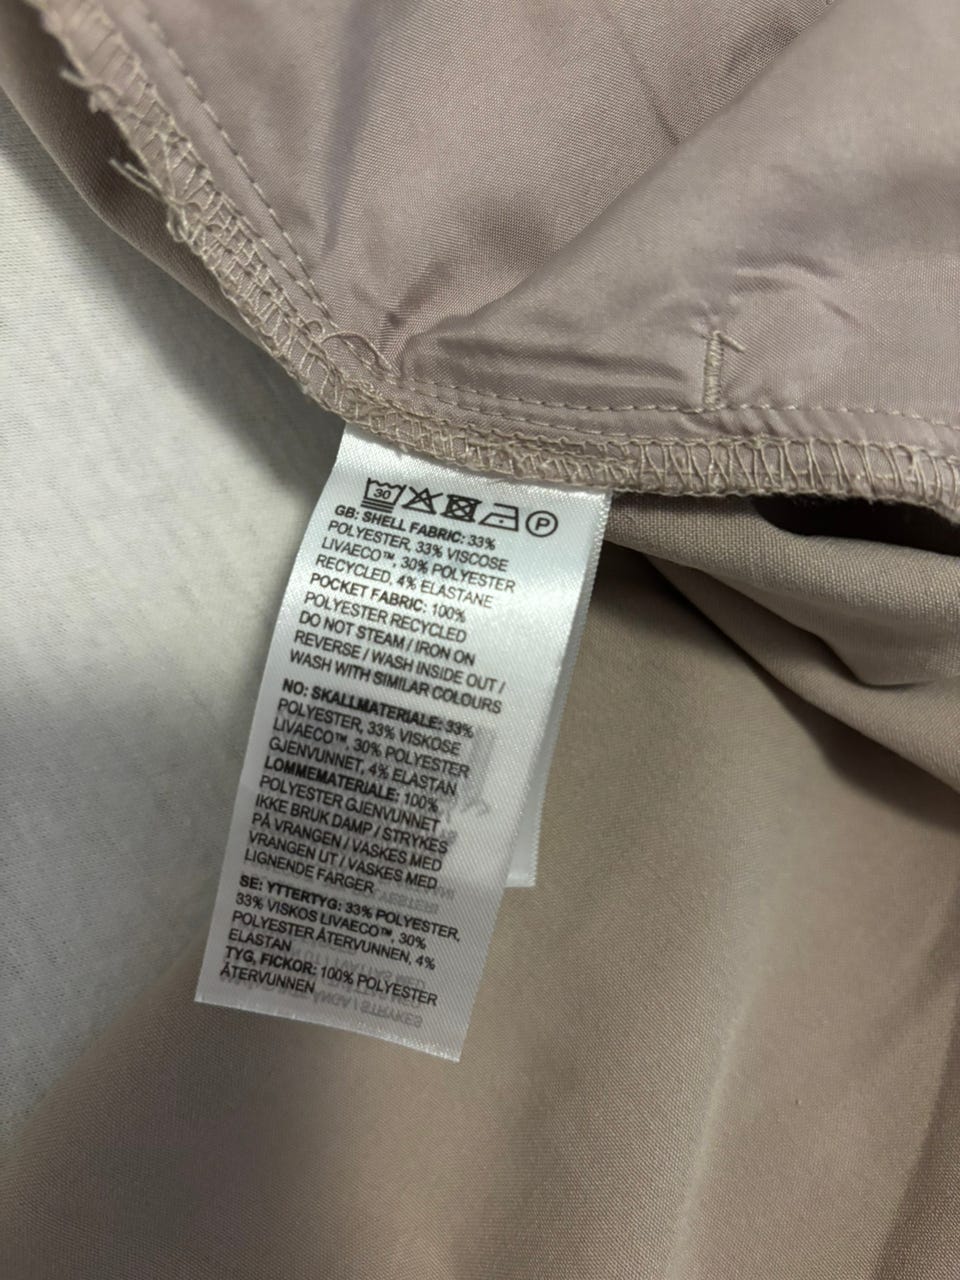 30 P
GB: SHELL FABRIC: 33%
POLYESTER, 33% VISCOSE
LIVAECO™, 30% POLYESTER
RECYCLED, 4% ELASTANE
POCKET FABRIC: 100%
POLYESTER RECYCLED
DO NOT STEAM / IRON ON
REVERSE / WASH INSIDE OUT /
WASH WITH SIMILAR COLOURS
NO: SKALLMATERIALE: 33%
POLYESTER, 33% VISKOSE
LIVAECO™, 30% POLYESTER
GJENVUNNET, 4% ELASTAN
LOMMEMATERIALE: 100%
POLYESTER GJENVUNNET
IKKE BRUK DAMP / STRYKES
PÅ VRANGEN / VASKES MED
VRANGEN UT / VASKES MED
LIGNENDE FARGER
SE: YTTERTYG: 33% POLYESTER,
33% VISKOS LIVAECO™, 30%
POLYESTER ÅTERVUNNEN, 4%
ELASTAN
TYG, FICKOR: 100% POLYESTER
ÅTERVUNNEN